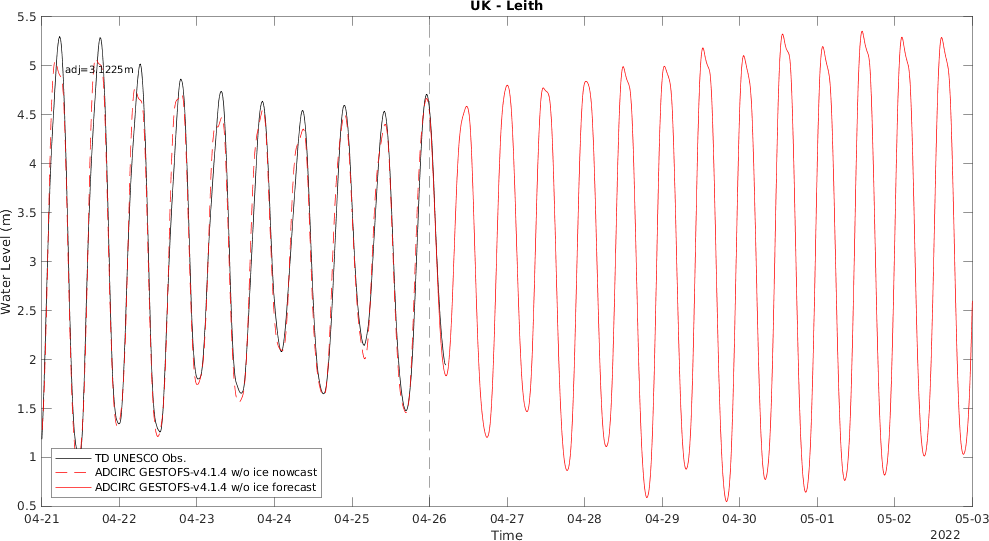 UK - Leith
5.5
5
4.5
4
3.5
3
2.5
2
1.5
1
0.5
Water Level (m)
adj=3.1225m
TD UNESCO Obs.
ADCIRC GESTOFS-v4.1.4 w/o ice nowcast
ADCIRC GESTOFS-v4.1.4 w/o ice forecast
04-21 04-22 04-23 04-24 04-25 04-26 04-27 04-28 04-29 04-30 05-01 05-02 05-03
Time
2022